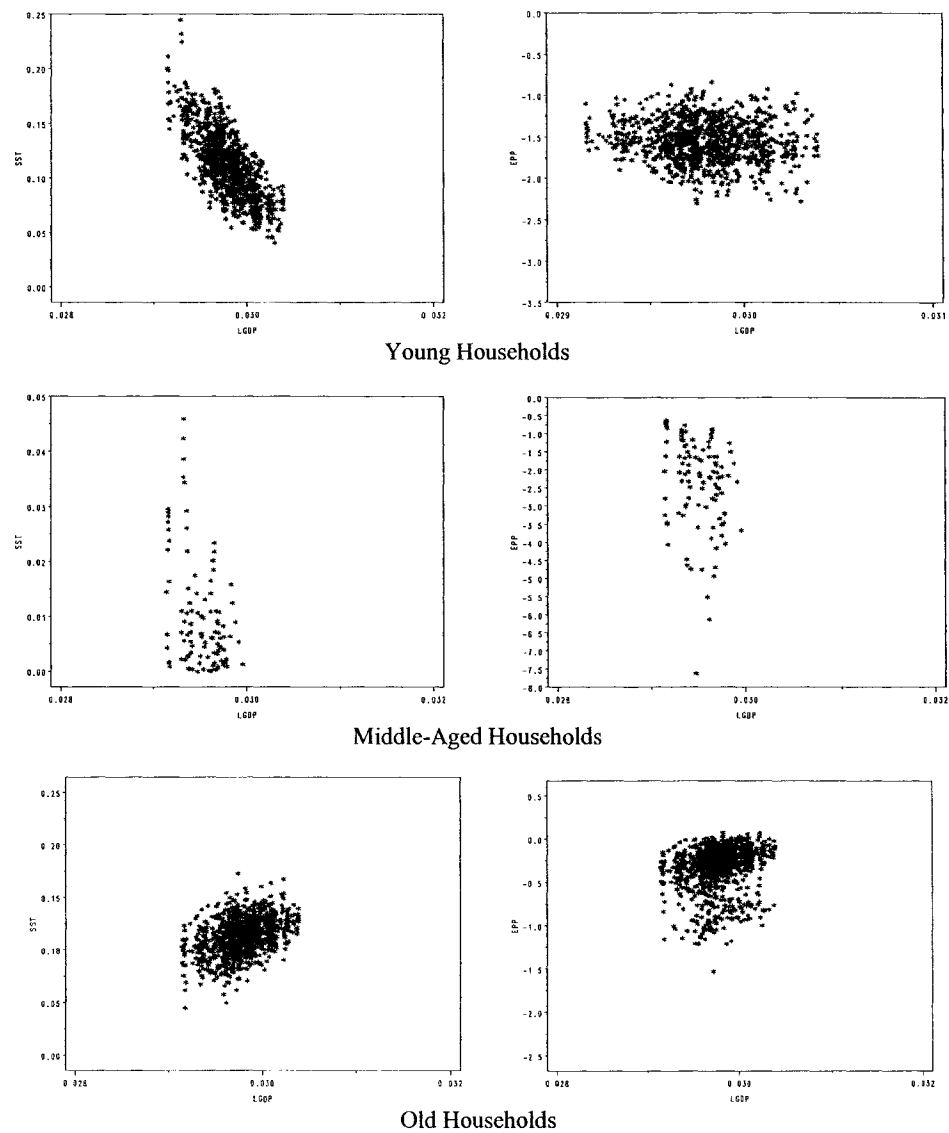 0.25
0.20
0.15
0.10
0.05
0.00
SST
0.028 0.030 0.032
LGDP
0.0
-0.5
-1.0
-1.5
-2.0
-2.5
-3.0
-3.5
EPP
0.029 0.030 0.031
LGDP
Young Households
0.05
0.04
0.03
0.02
0.01
0.00
SST
0.028 0.030 0.032
LGDP
0.0
-0.5
-1.0
-1.5
-2.0
-2.5
-3.0
-3.5
-4.0
-4.5
-5.0
-5.5
-6.0
-6.5
-7.0
-7.5
-8.0
EPP
0.028 0.030 0.032
LGDP
Middle-Aged Households
0.25
0.20
0.15
0.10
0.05
0.00
SST
0.028 0.030 0.032
LGDP
0.5
0.0
-0.5
-1.0
-1.5
-2.0
-2.5
EPP
0.028 0.030 0.032
LGDP
Old Households